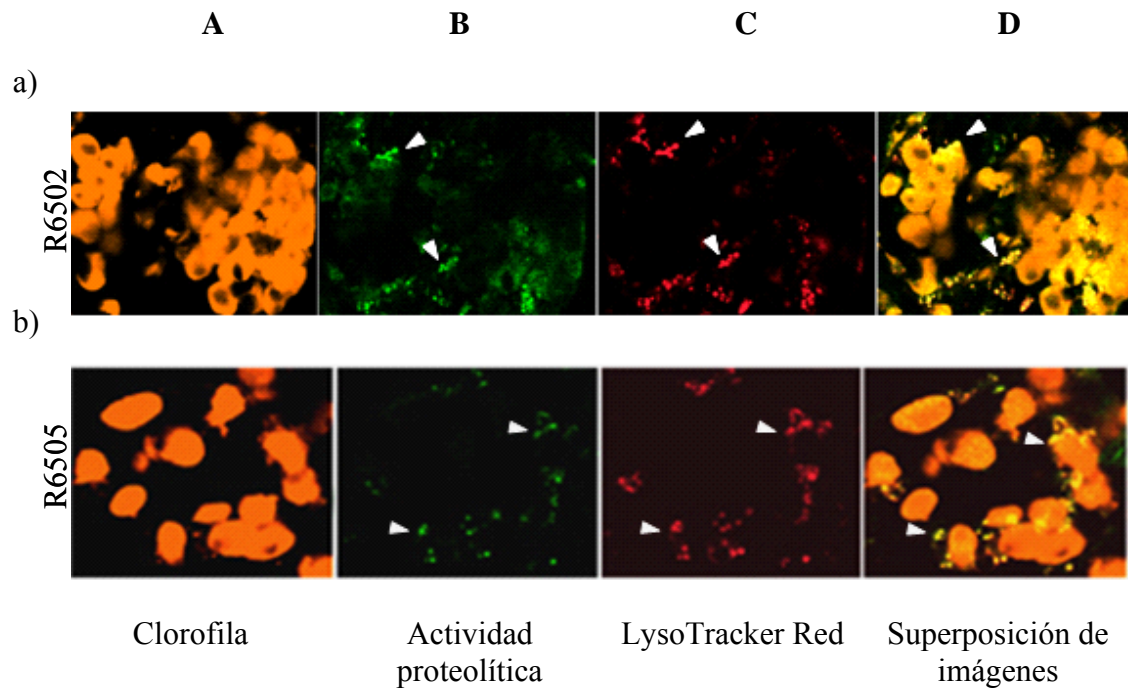 A B C D
a)
R6502
b)
R6505
Clorofila Actividad LysoTracker Red Superposición de
proteolítica imágenes